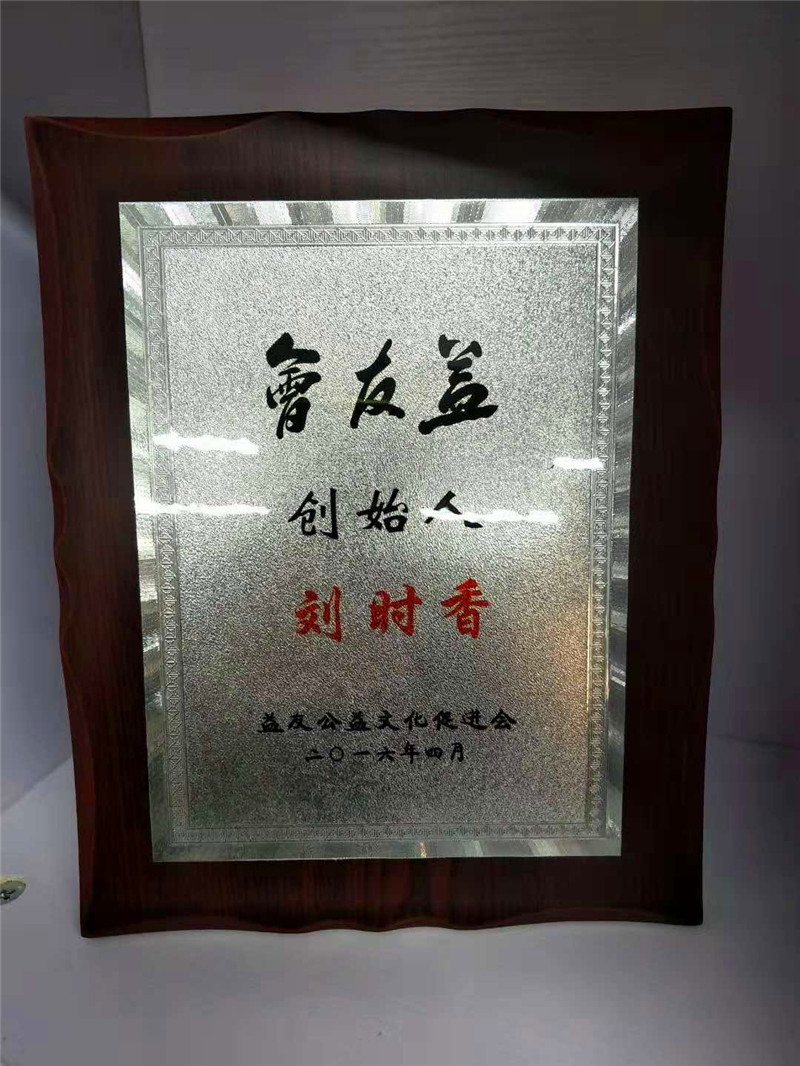 益友會
创始人
刘时香
益友公益文化促进会
二〇一六年四月